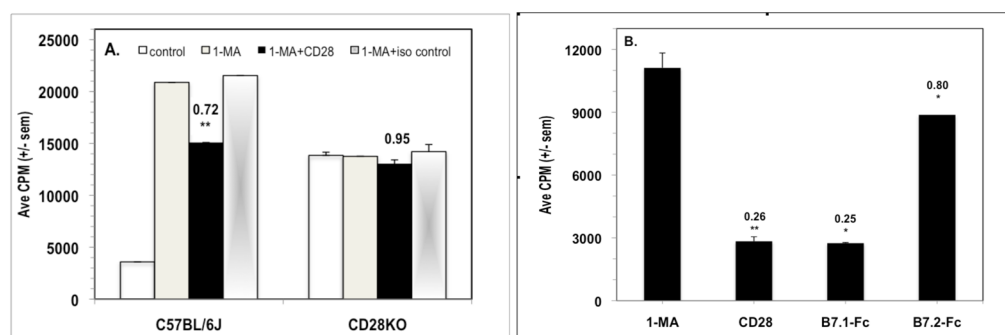 A.
control 1-MA 1-MA+CD28 1-MA+iso control
Ave CPM (+/- sem)
25000
20000
15000
10000
5000
0
0.72
**
0.95
C57BL/6J CD28KO
B.
Ave CPM (+/- sem)
12000
9000
6000
3000
0
0.26
**
0.25
*
0.80
*
1-MA CD28 B7.1-Fc B7.2-Fc